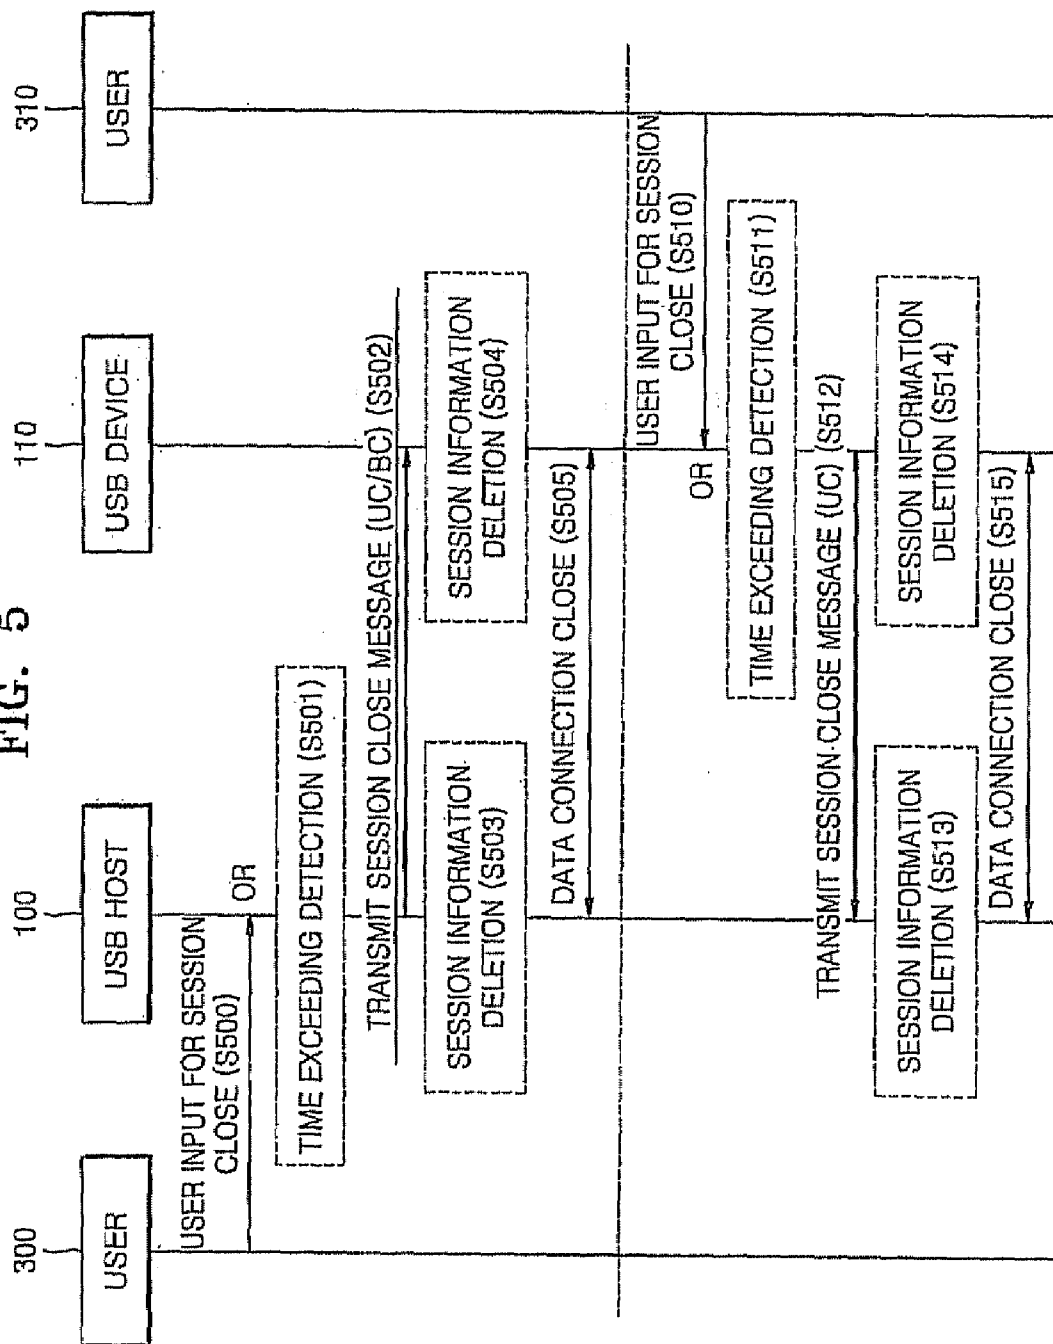 FIG. 5
300
100
110
310
USER
USB HOST
USB DEVICE
USER
USER INPUT FOR SESSION
CLOSE (S500)
OR
TIME EXCEEDING DETECTION (S501)
TRANSMIT SESSION CLOSE MESSAGE (UC/BC) (S502)
SESSION INFORMATION
DELETION (S503)
SESSION INFORMATION
DELETION (S504)
DATA CONNECTION CLOSE (S505)
USER INPUT FOR SESSION
CLOSE (S510)
OR
TIME EXCEEDING DETECTION (S511)
TRANSMIT SESSION-CLOSE MESSAGE (UC) (S512)
SESSION INFORMATION
DELETION (S513)
SESSION INFORMATION
DELETION (S514)
DATA CONNECTION CLOSE (S515)